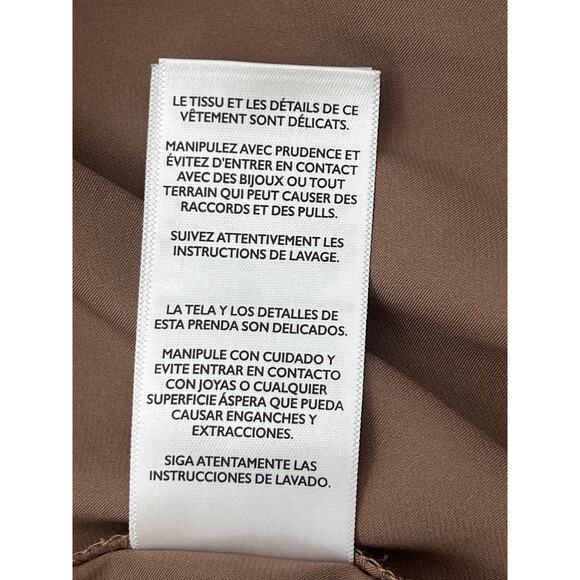 LE TISSU ET LES DÉTAILS DE CE
VÊTEMENT SONT DÉLICATS.
MANIPULEZ AVEC PRUDENCE ET
ÉVITEZ D'ENTRER EN CONTACT
AVEC DES BIJOUX OU TOUT
TERRAIN QUI PEUT CAUSER DES
RACCORDS ET DES PULLS.
SUIVEZ ATTENTIVEMENT LES
INSTRUCTIONS DE LAVAGE.
LA TELA Y LOS DETALLES DE
ESTA PRENDA SON DELICADOS.
MANIPULE CON CUIDADO Y
EVITE ENTRAR EN CONTACTO
CON JOYAS O CUALQUIER
SUPERFICIE ÁSPERA QUE PUEDA
CAUSAR ENGANCHES Y
EXTRACCIONES.
SIGA ATENTAMENTE LAS
INSTRUCCIONES DE LAVADO.